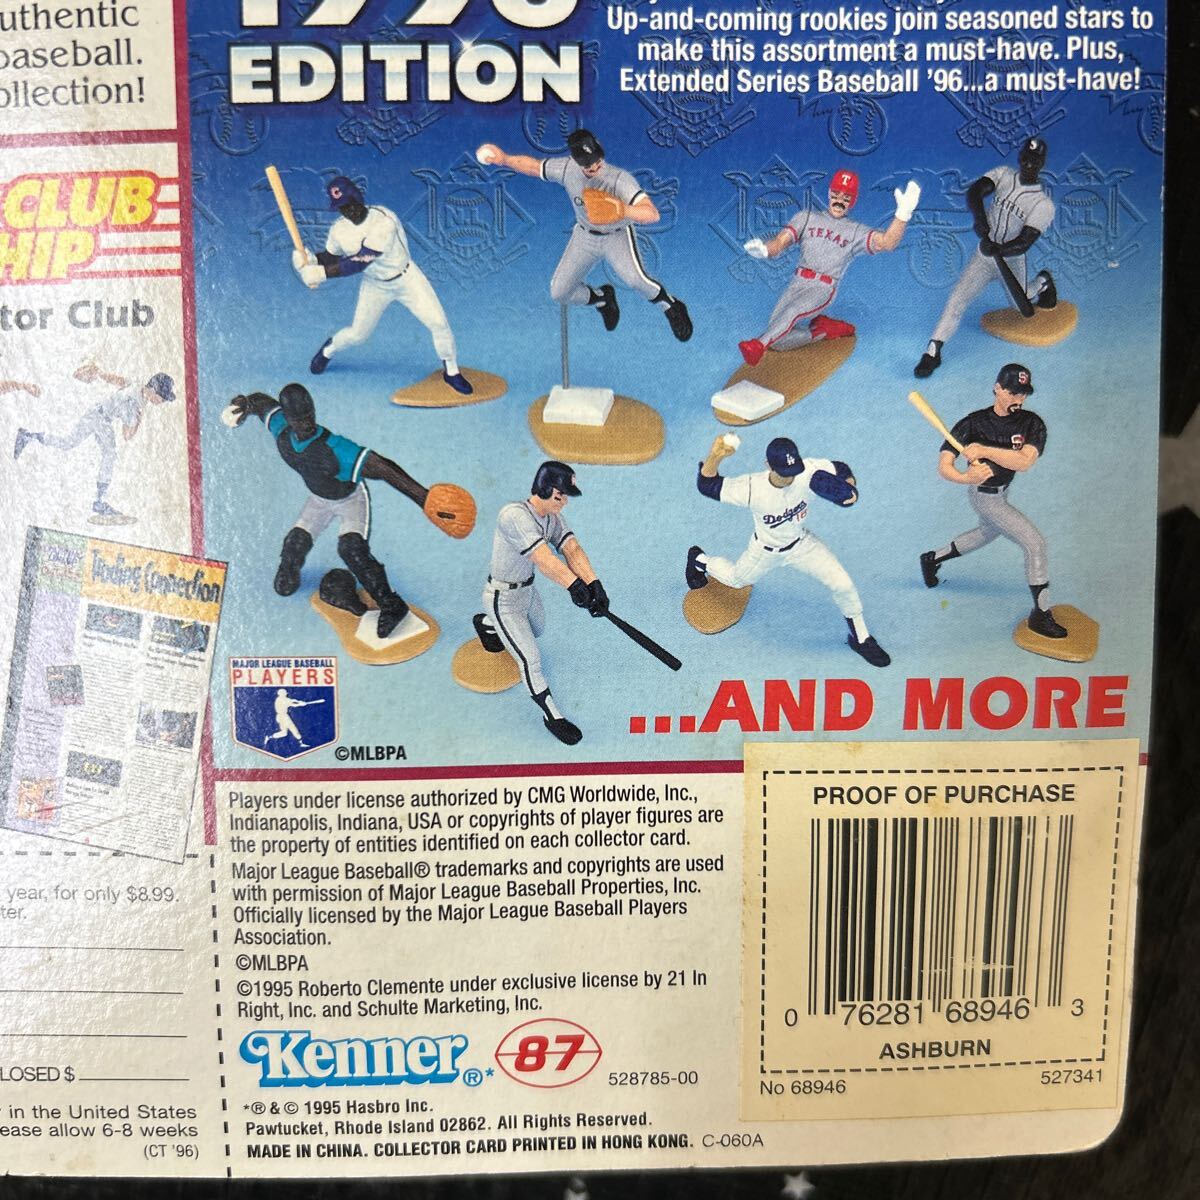 uthentic
baseball.
ollection!
CLUB
HIP
tor Club
Trading Connection
year, for only $8.99.
ter.
LOSED $
in the United States
ease allow 6-8 weeks
(CT '96)
1996
EDITION
Up-and-coming rookies join seasoned stars to
make this assortment a must-have. Plus,
Extended Series Baseball '96...a must-have!
C
TEXAS
T
SEATTLE
S
N.L.
LA
Dodgers
16
MAJOR LEAGUE BASEBALL
PLAYERS
©MLBPA
...AND MORE
Players under license authorized by CMG Worldwide, Inc.,
Indianapolis, Indiana, USA or copyrights of player figures are
the property of entities identified on each collector card.
Major League Baseball® trademarks and copyrights are used
with permission of Major League Baseball Properties, Inc.
Officially licensed by the Major League Baseball Players
Association.
©MLBPA
©1995 Roberto Clemente under exclusive license by 21 In
Right, Inc. and Schulte Marketing, Inc.
Kenner®*
87
528785-00
*® & © 1995 Hasbro Inc.
Pawtucket, Rhode Island 02862. All Rights Reserved.
MADE IN CHINA. COLLECTOR CARD PRINTED IN HONG KONG. C-060A
PROOF OF PURCHASE
0 76281 68946 3
ASHBURN
No 68946
527341